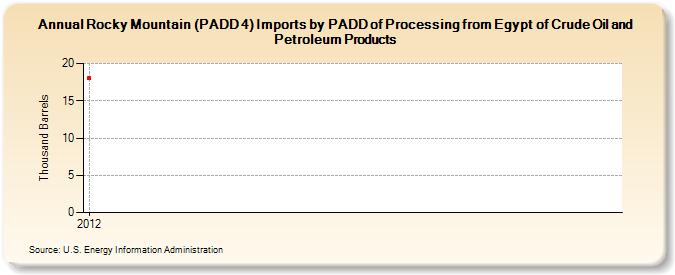 Annual Rocky Mountain (PADD 4) Imports by PADD of Processing from Egypt of Crude Oil and
Petroleum Products
Thousand Barrels
20
15
10
5
0
2012
Source: U.S. Energy Information Administration